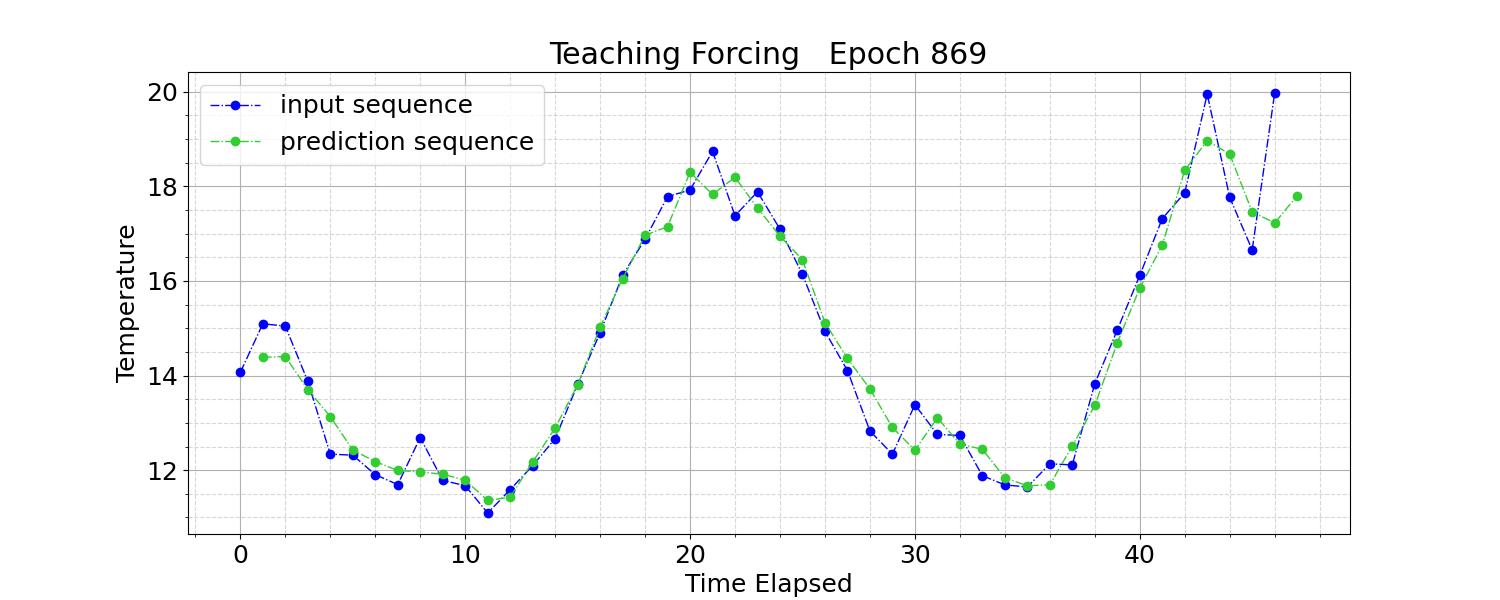 Teaching Forcing   Epoch 869
input sequence
prediction sequence
Temperature
20
18
16
14
12
0 10 20 30 40
Time Elapsed